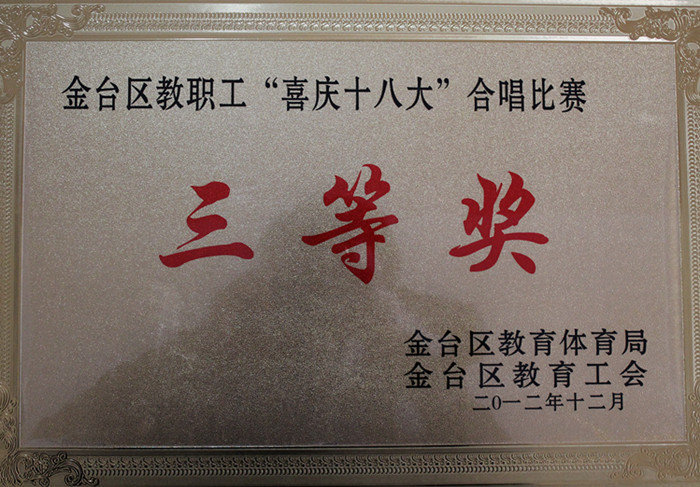 金台区教职工“喜庆十八大”合唱比赛
三等奖
金台区教育体育局
金台区教育工会
二0一二年十二月